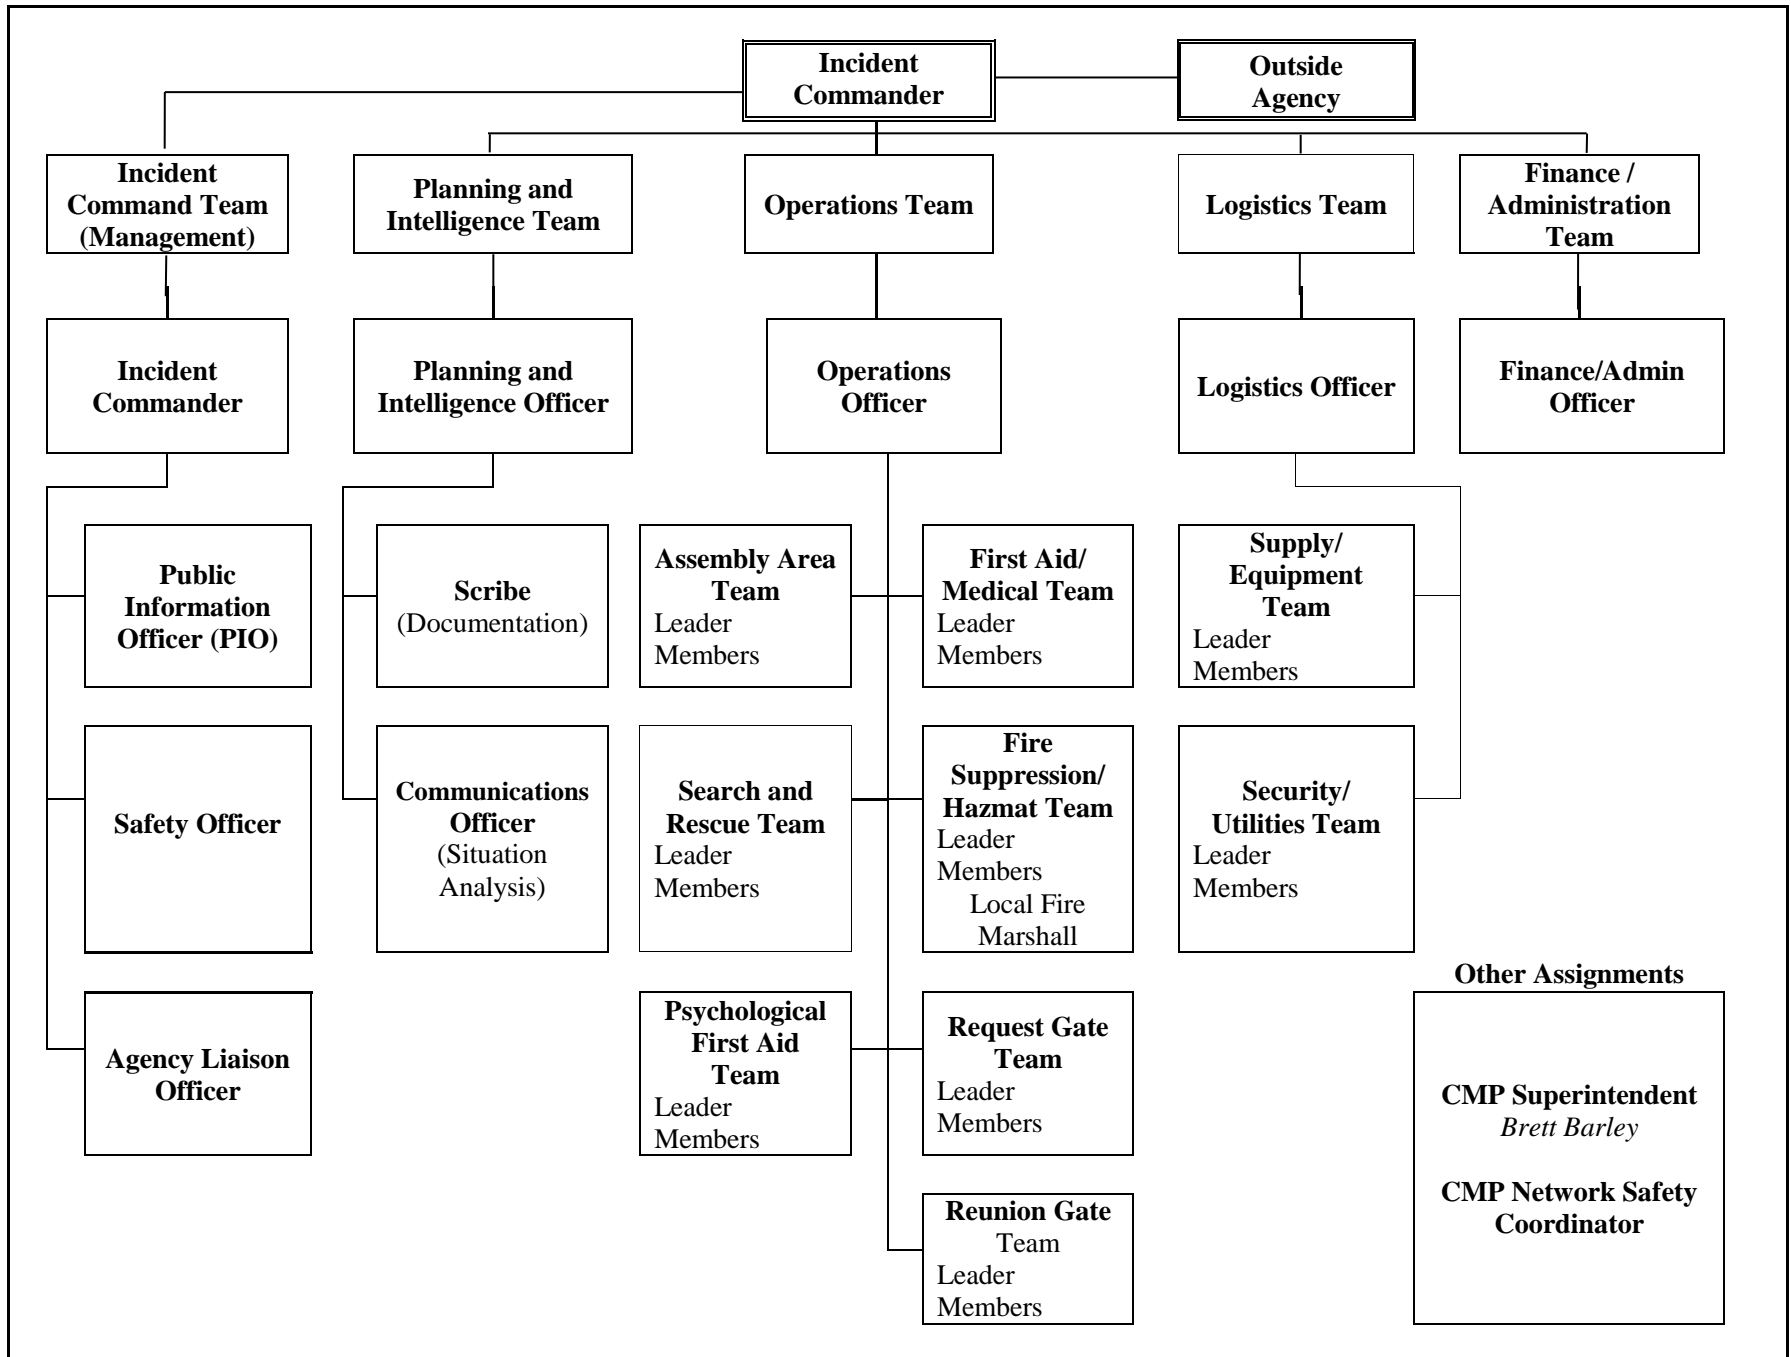 Incident
Commander
Outside
Agency
Incident
Command Team
(Management)
Planning and
Intelligence Team
Operations Team
Logistics Team
Finance /
Administration
Team
Incident
Commander
Planning and
Intelligence Officer
Operations
Officer
Logistics Officer
Finance/Admin
Officer
Public
Information
Officer (PIO)
Scribe
(Documentation)
Assembly Area
Team
Leader
Members
First Aid/
Medical Team
Leader
Members
Supply/
Equipment
Team
Leader
Members
Safety Officer
Communications
Officer
(Situation
Analysis)
Search and
Rescue Team
Leader
Members
Fire
Suppression/
Hazmat Team
Leader
Members
Local Fire
Marshall
Security/
Utilities Team
Leader
Members
Agency Liaison
Officer
Psychological
First Aid
Team
Leader
Members
Request Gate
Team
Leader
Members
Reunion Gate
Team
Leader
Members
Other Assignments
CMP Superintendent
Brett Barley
CMP Network Safety
Coordinator